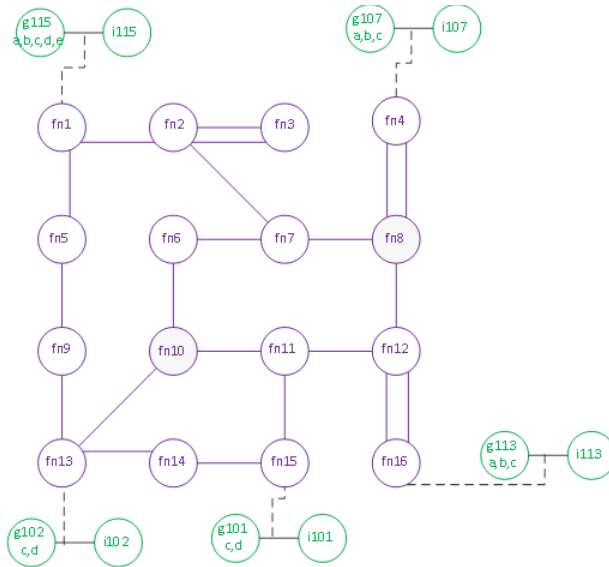 g115
a,b,c,d,e
i115
g107
a,b,c
i107
fn1
fn2
fn3
fn4
fn5
fn6
fn7
fn8
fn9
fn10
fn11
fn12
fn13
fn14
fn15
fn16
g113
a,b,c
i113
g102
c,d
i102
g101
c,d
i101